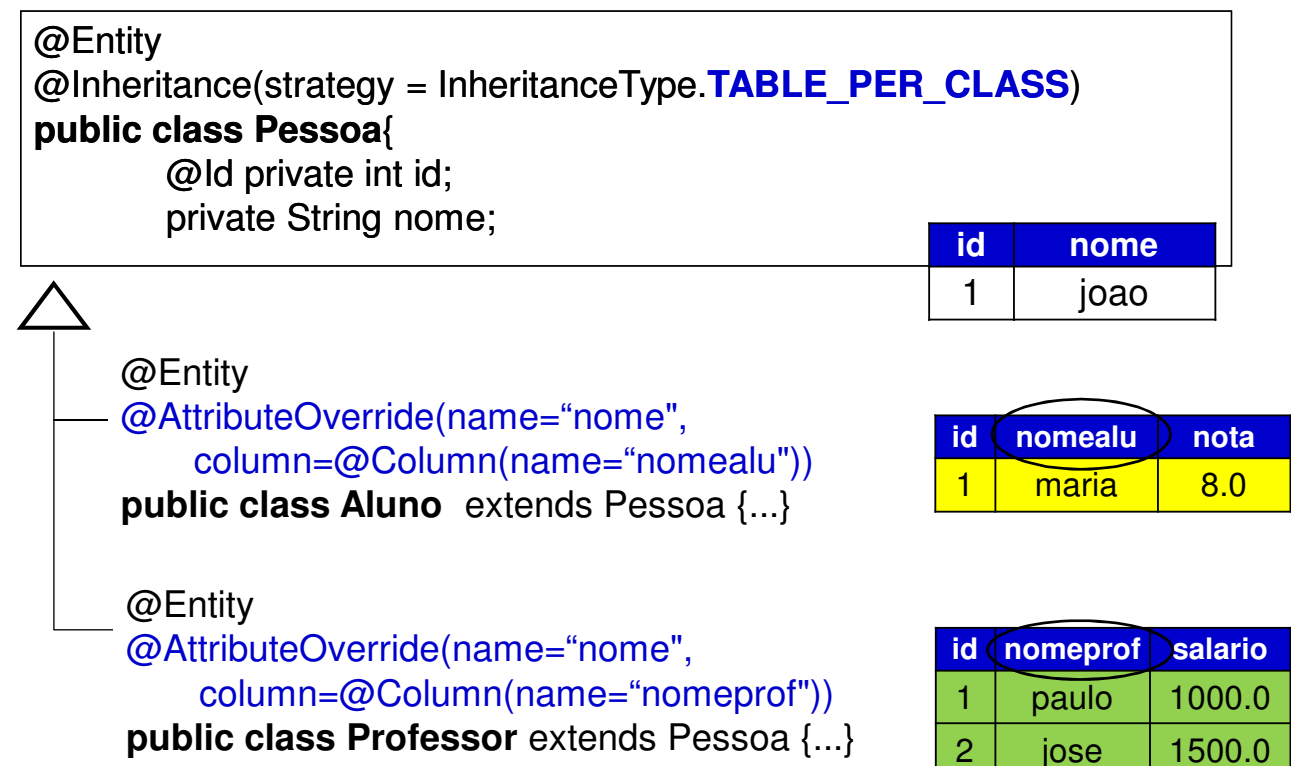 @Entity
@Inheritance(strategy = InheritanceType.TABLE_PER_CLASS)
public class Pessoa{
@Id private int id;
private String nome;
id nome
1 joao
@Entity
@AttributeOverride(name=“nome",
column=@Column(name=“nomealu"))
public class Aluno extends Pessoa {...}
id nomealu nota
1 maria 8.0
@Entity
@AttributeOverride(name=“nome",
column=@Column(name=“nomeprof"))
public class Professor extends Pessoa {...}
id nomeprof salario
1 paulo 1000.0
2 jose 1500.0